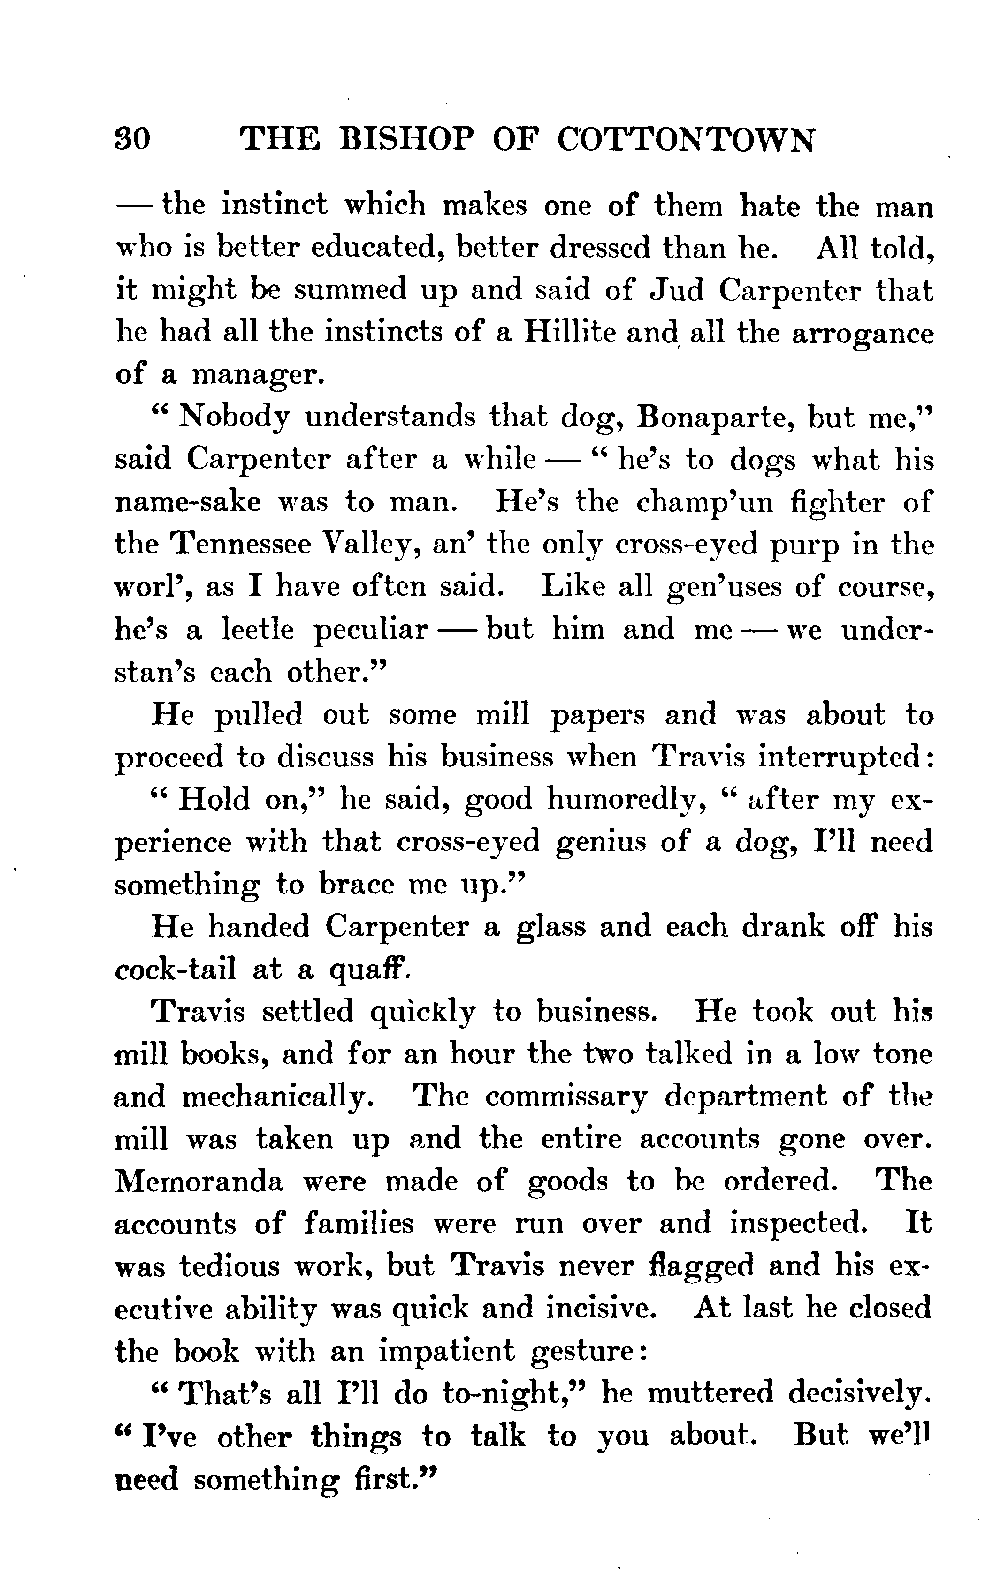 30 THE BISHOP OF COTTONTOWN
— the instinct which makes one of them hate the man
who is better educated, better dressed than he. All told,
it might be summed up and said of Jud Carpenter that
he had all the instincts of a Hillite and all the arrogance
of a manager.
“ Nobody understands that dog, Bonaparte, but me,”
said Carpenter after a while — “ he’s to dogs what his
name-sake was to man. He’s the champ’un fighter of
the Tennessee Valley, an’ the only cross-eyed purp in the
worl’, as I have often said. Like all gen’uses of course,
he’s a leetle peculiar — but him and me — we under-
stan’s each other.”
He pulled out some mill papers and was about to
proceed to discuss his business when Travis interrupted:
“ Hold on,” he said, good humoredly, “ after my ex-
perience with that cross-eyed genius of a dog, I’ll need
something to brace me up.”
He handed Carpenter a glass and each drank off his
cock-tail at a quaff.
Travis settled quickly to business. He took out his
mill books, and for an hour the two talked in a low tone
and mechanically. The commissary department of the
mill was taken up and the entire accounts gone over.
Memoranda were made of goods to be ordered. The
accounts of families were run over and inspected. It
was tedious work, but Travis never flagged and his ex-
ecutive ability was quick and incisive. At last he closed
the book with an impatient gesture:
“ That’s all I’ll do to-night,” he muttered decisively.
“ I’ve other things to talk to you about. But we’ll
need something first.”